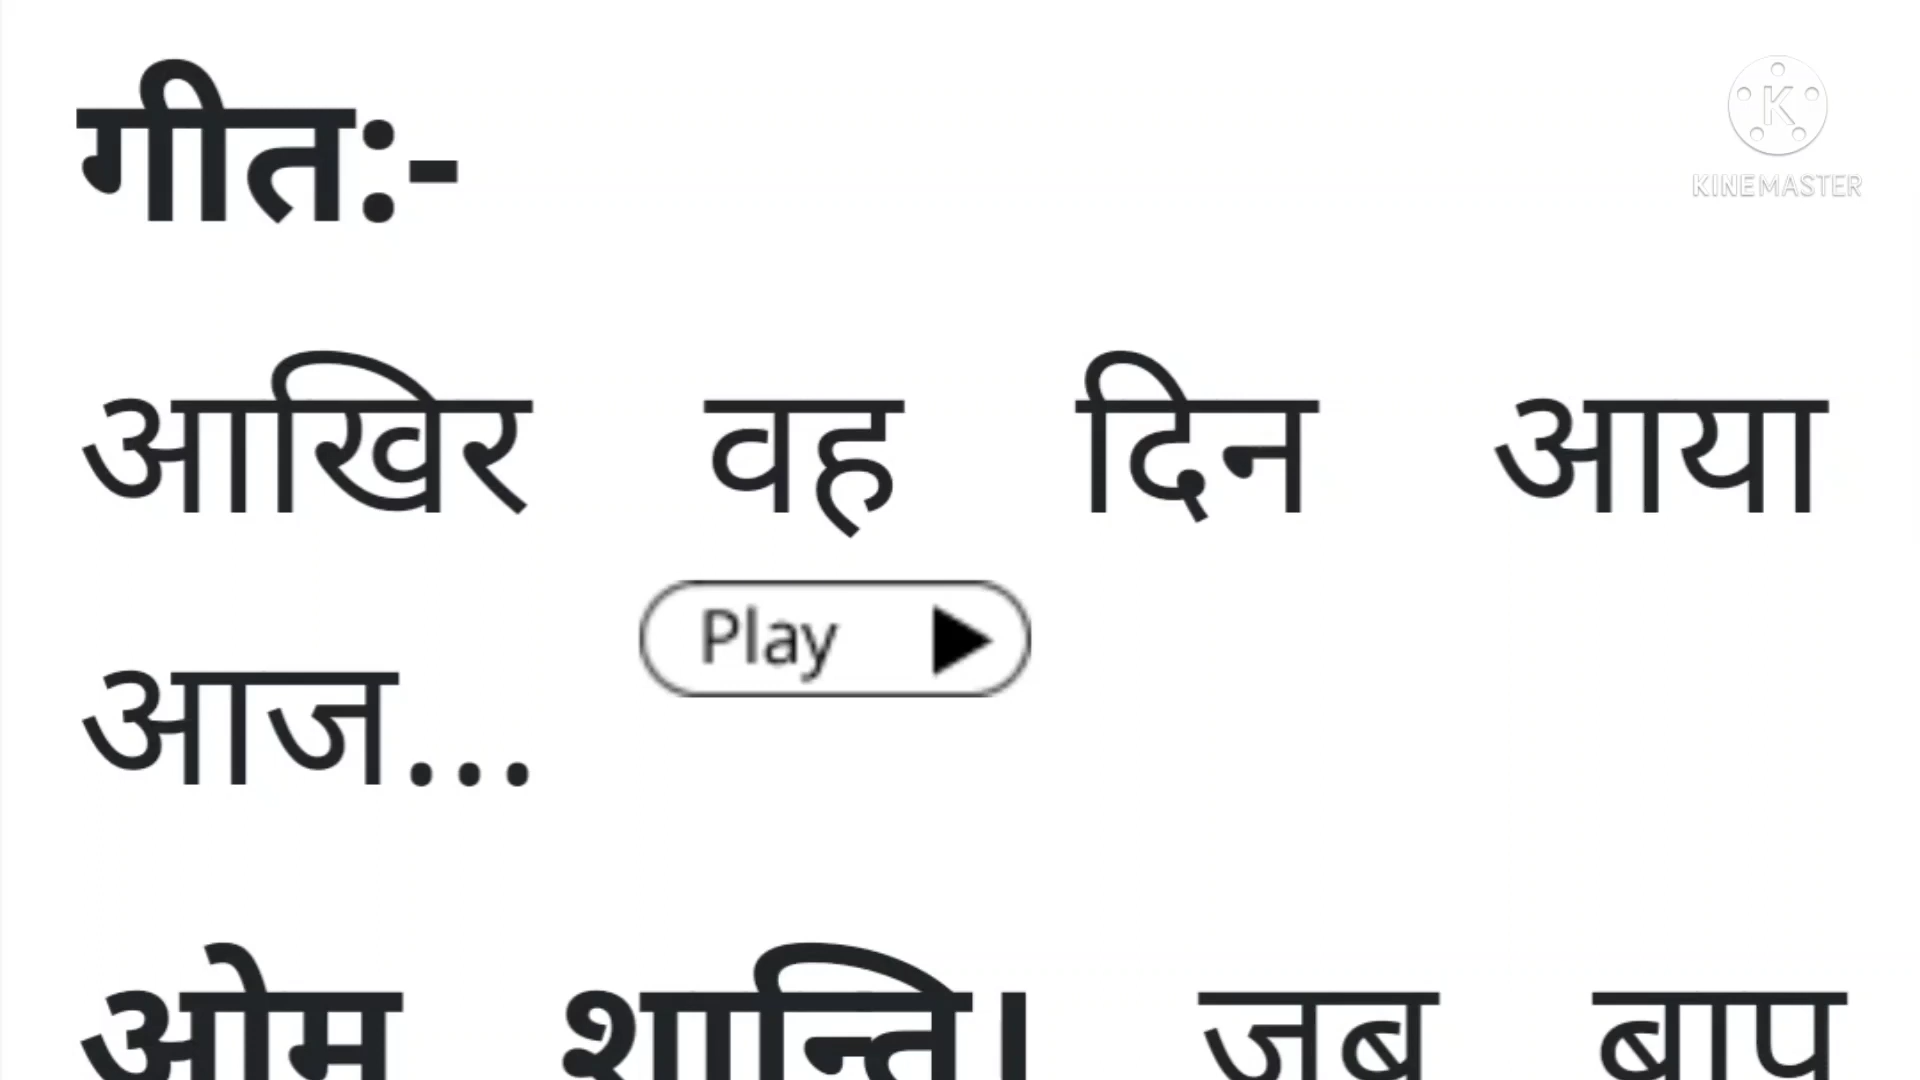 गीत:-
KINEMASTER
आखिर वह दिन आया
Play
आज...
ओम शान्ति। जब बाप